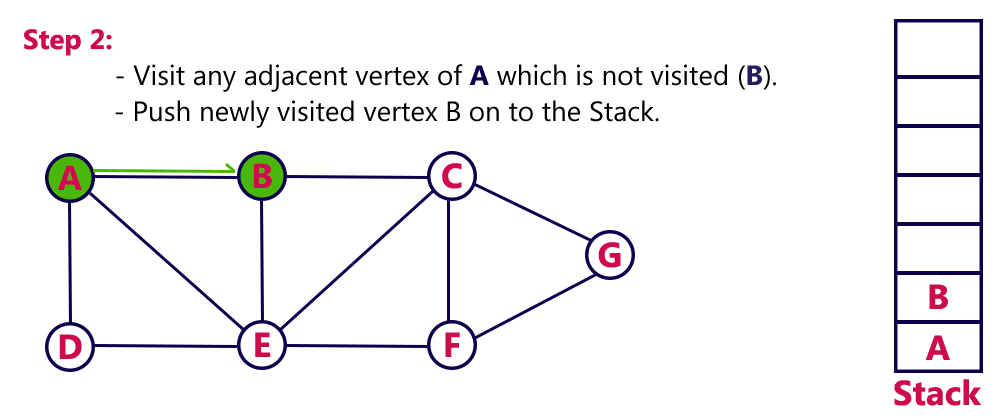 Step 2:
- Visit any adjacent vertex of A which is not visited (B).
- Push newly visited vertex B on to the Stack.
A
B
C
G
D
E
F
B
A
Stack